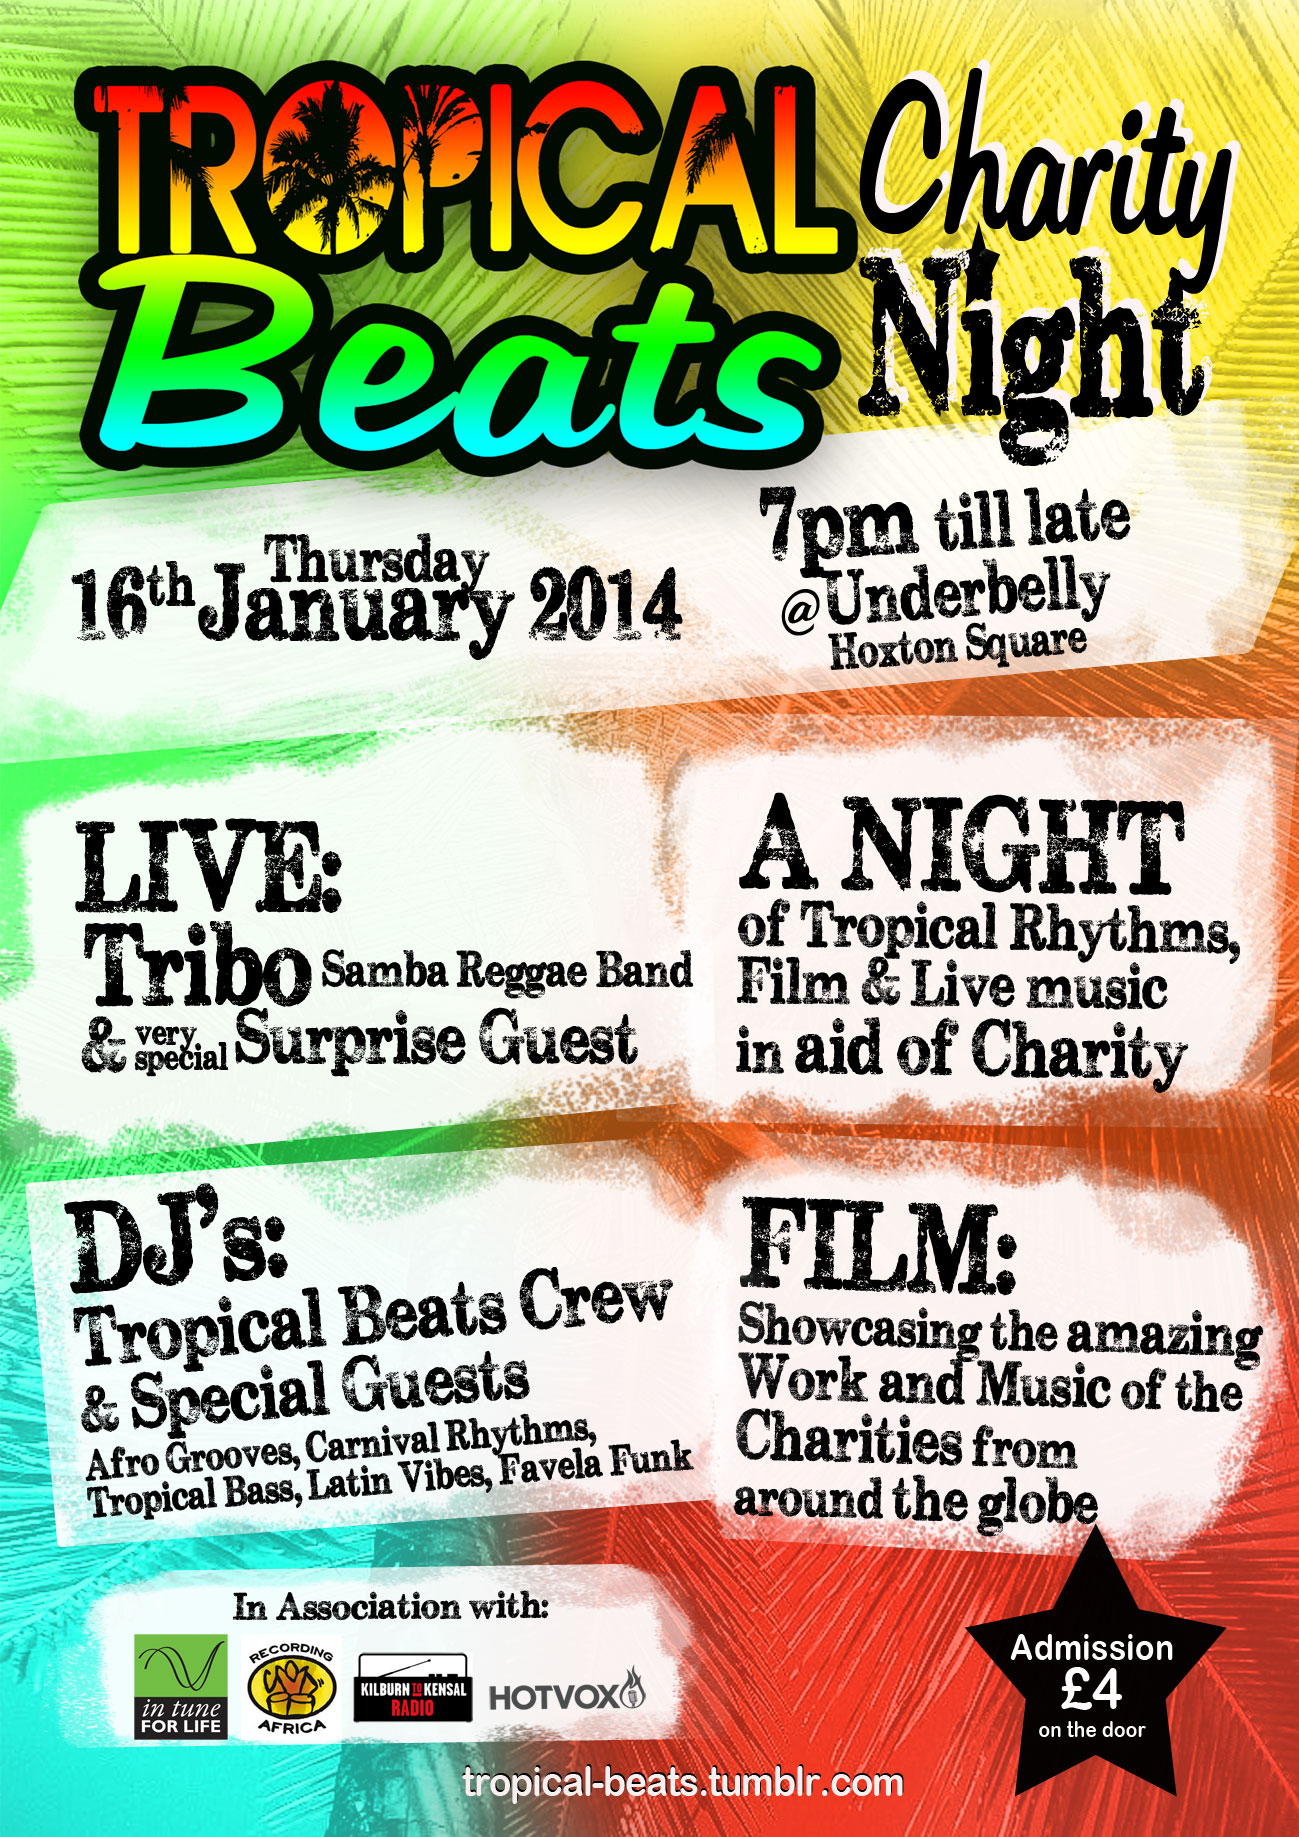 TROPICAL
Beats
Charity
Night
Thursday
16th January 2014
7pm till late
@ Underbelly
Hoxton Square
LIVE:
Tribo Samba Reggae Band
& very special Surprise Guest
A NIGHT
of Tropical Rhythms,
Film & Live music
in aid of Charity
DJ's:
Tropical Beats Crew
& Special Guests
Afro Grooves, Carnival Rhythms,
Tropical Bass, Latin Vibes, Favela Funk
FILM:
Showcasing the amazing
Work and Music of the
Charities from
around the globe
In Association with:
in tune
FOR LIFE
RECORDING
AFRICA
KILBURN TO KENSAL
RADIO
HOTVOX
Admission
£4
on the door
tropical-beats.tumblr.com